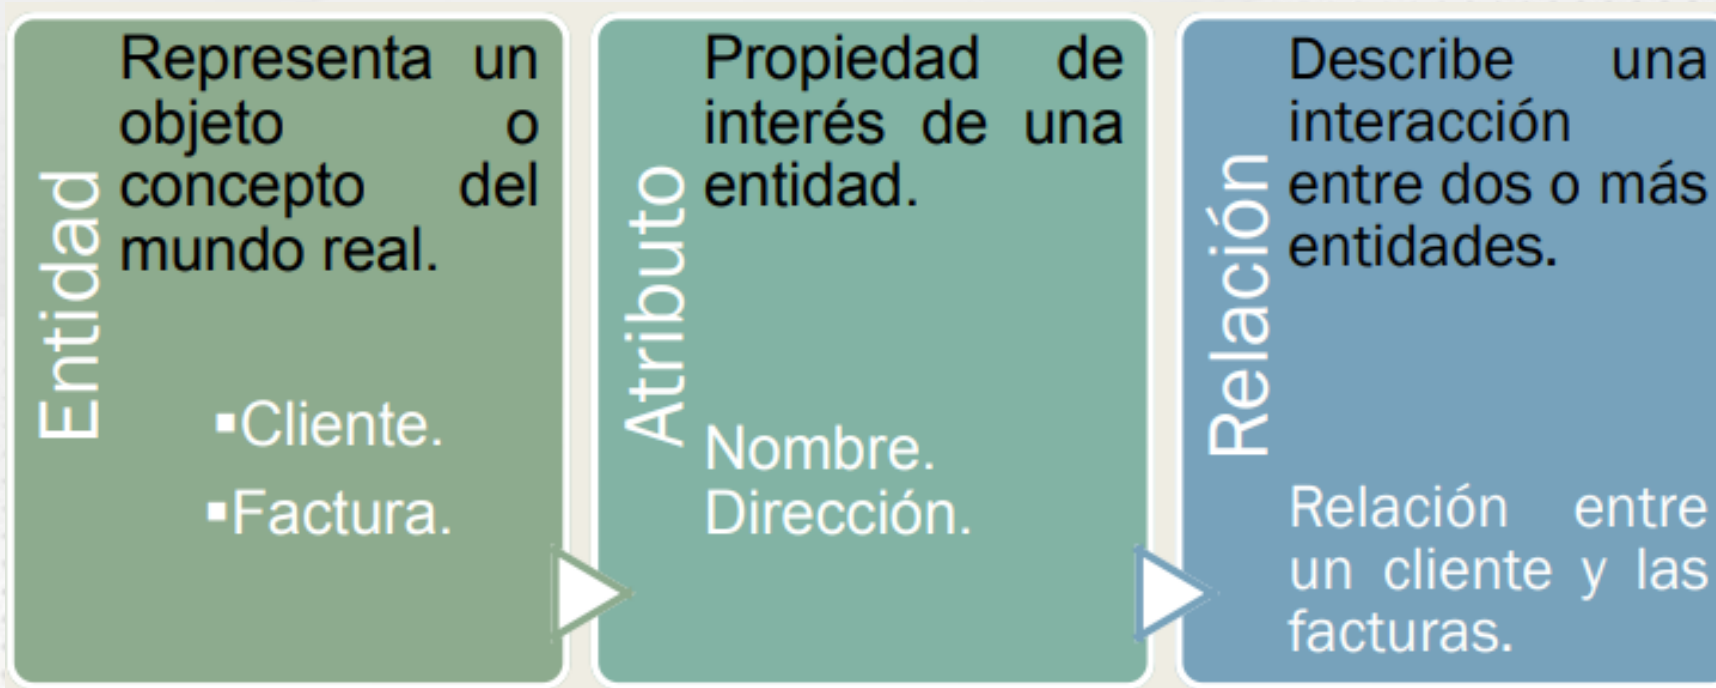 Entidad
Representa un
objeto o
concepto del
mundo real.
▪Cliente.
▪Factura.
Atributo
Propiedad de
interés de una
entidad.
Nombre.
Dirección.
Relación
Describe una
interacción
entre dos o más
entidades.
Relación entre
un cliente y las
facturas.